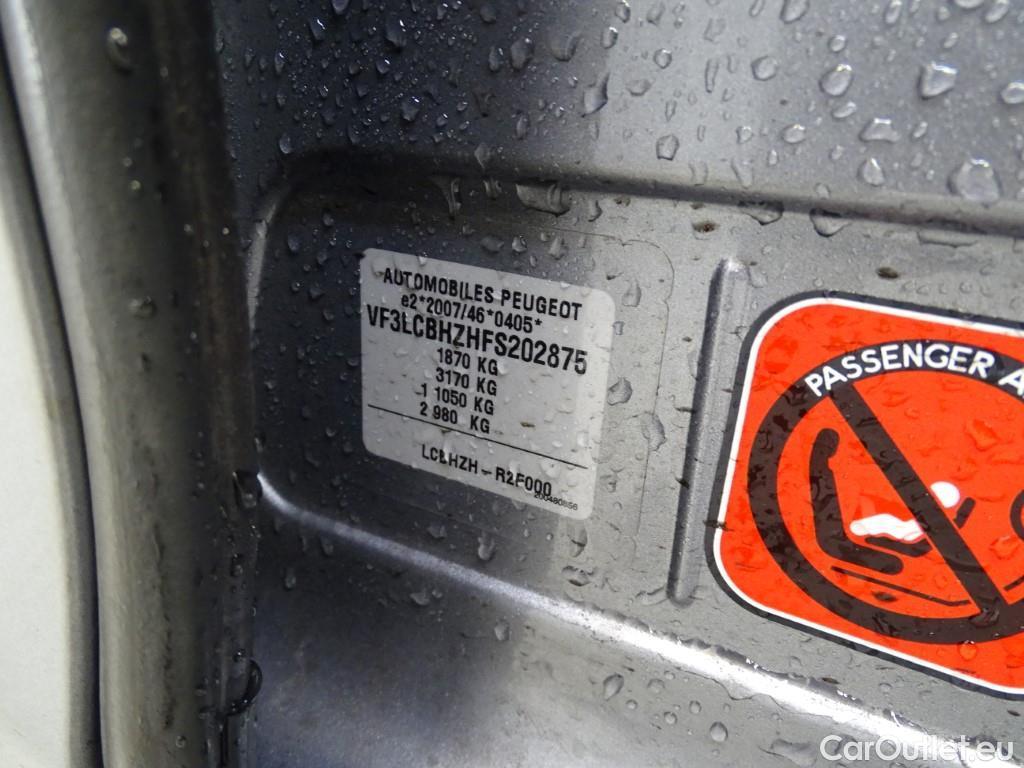 AUTOMOBILES PEUGEOT
e2*2007/46*0405*
VF3LCBHZHFS202875
1870 KG
3170 KG
1 1050 KG
2 980 KG
LCBHZH - R2F000
200480856
PASSENGER
CarOutlet.eu